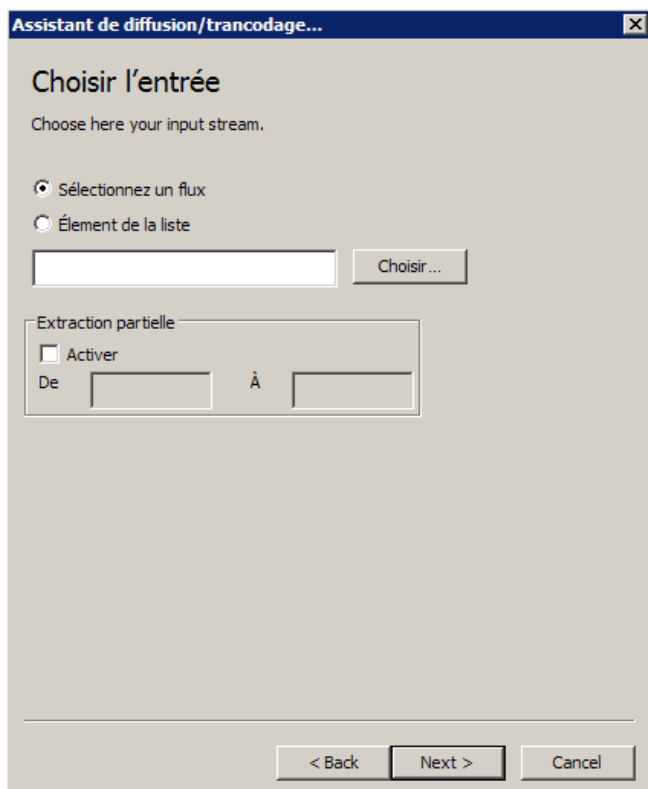 Assistant de diffusion/trancodage...
Choisir l'entrée
Choose here your input stream.
Sélectionnez un flux
Élement de la liste
Choisir...
Extraction partielle
Activer
De À
< Back Next > Cancel